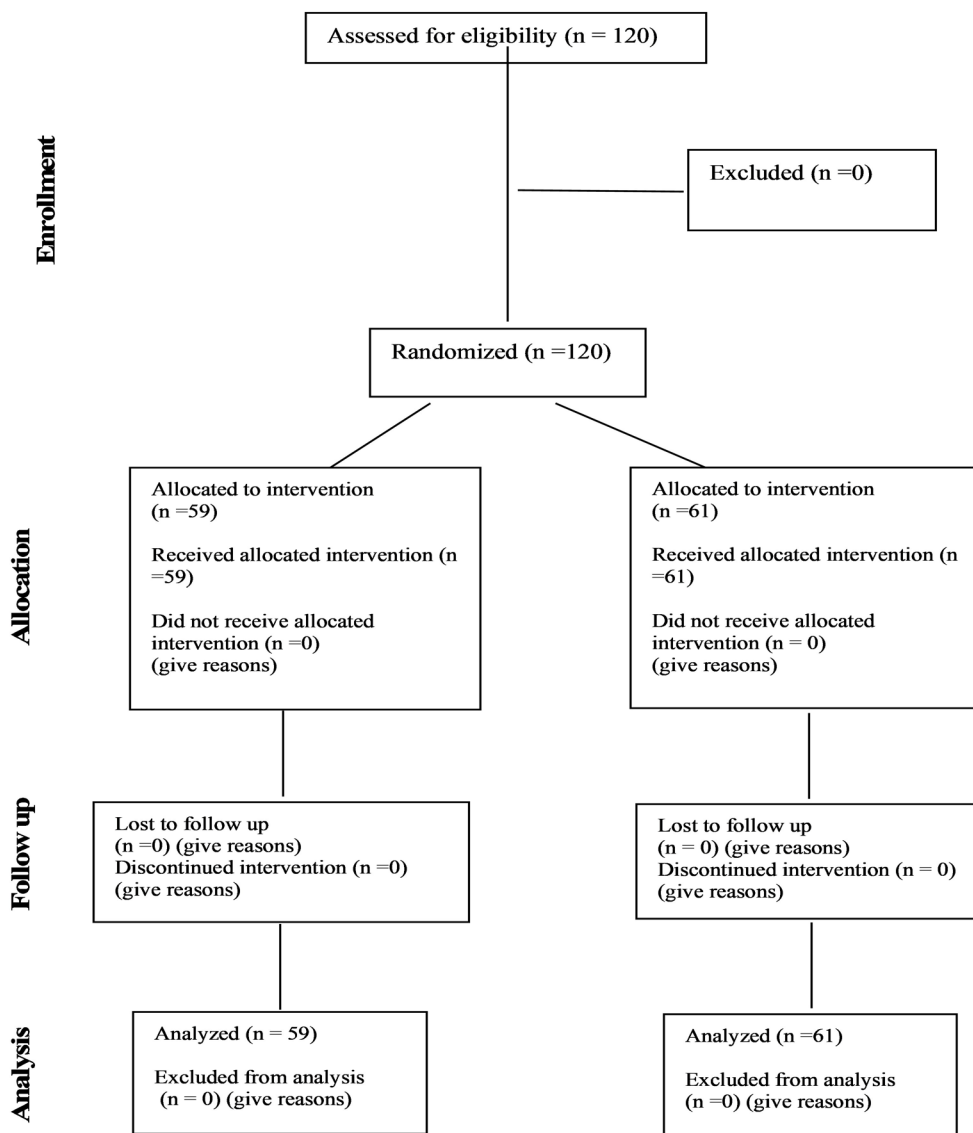 Assessed for eligibility (n = 120)
Enrollment
Excluded (n =0)
Randomized (n =120)
Allocation
Allocated to intervention
(n =59)
Received allocated intervention (n
=59)
Did not receive allocated
intervention (n =0)
(give reasons)
Allocated to intervention
(n =61)
Received allocated intervention (n
=61)
Did not receive allocated
intervention (n = 0)
(give reasons)
Follow up
Lost to follow up
(n =0) (give reasons)
Discontinued intervention (n =0)
(give reasons)
Lost to follow up
(n = 0) (give reasons)
Discontinued intervention (n = 0)
(give reasons)
Analysis
Analyzed (n = 59)
Excluded from analysis
(n = 0) (give reasons)
Analyzed (n =61)
Excluded from analysis
(n =0) (give reasons)